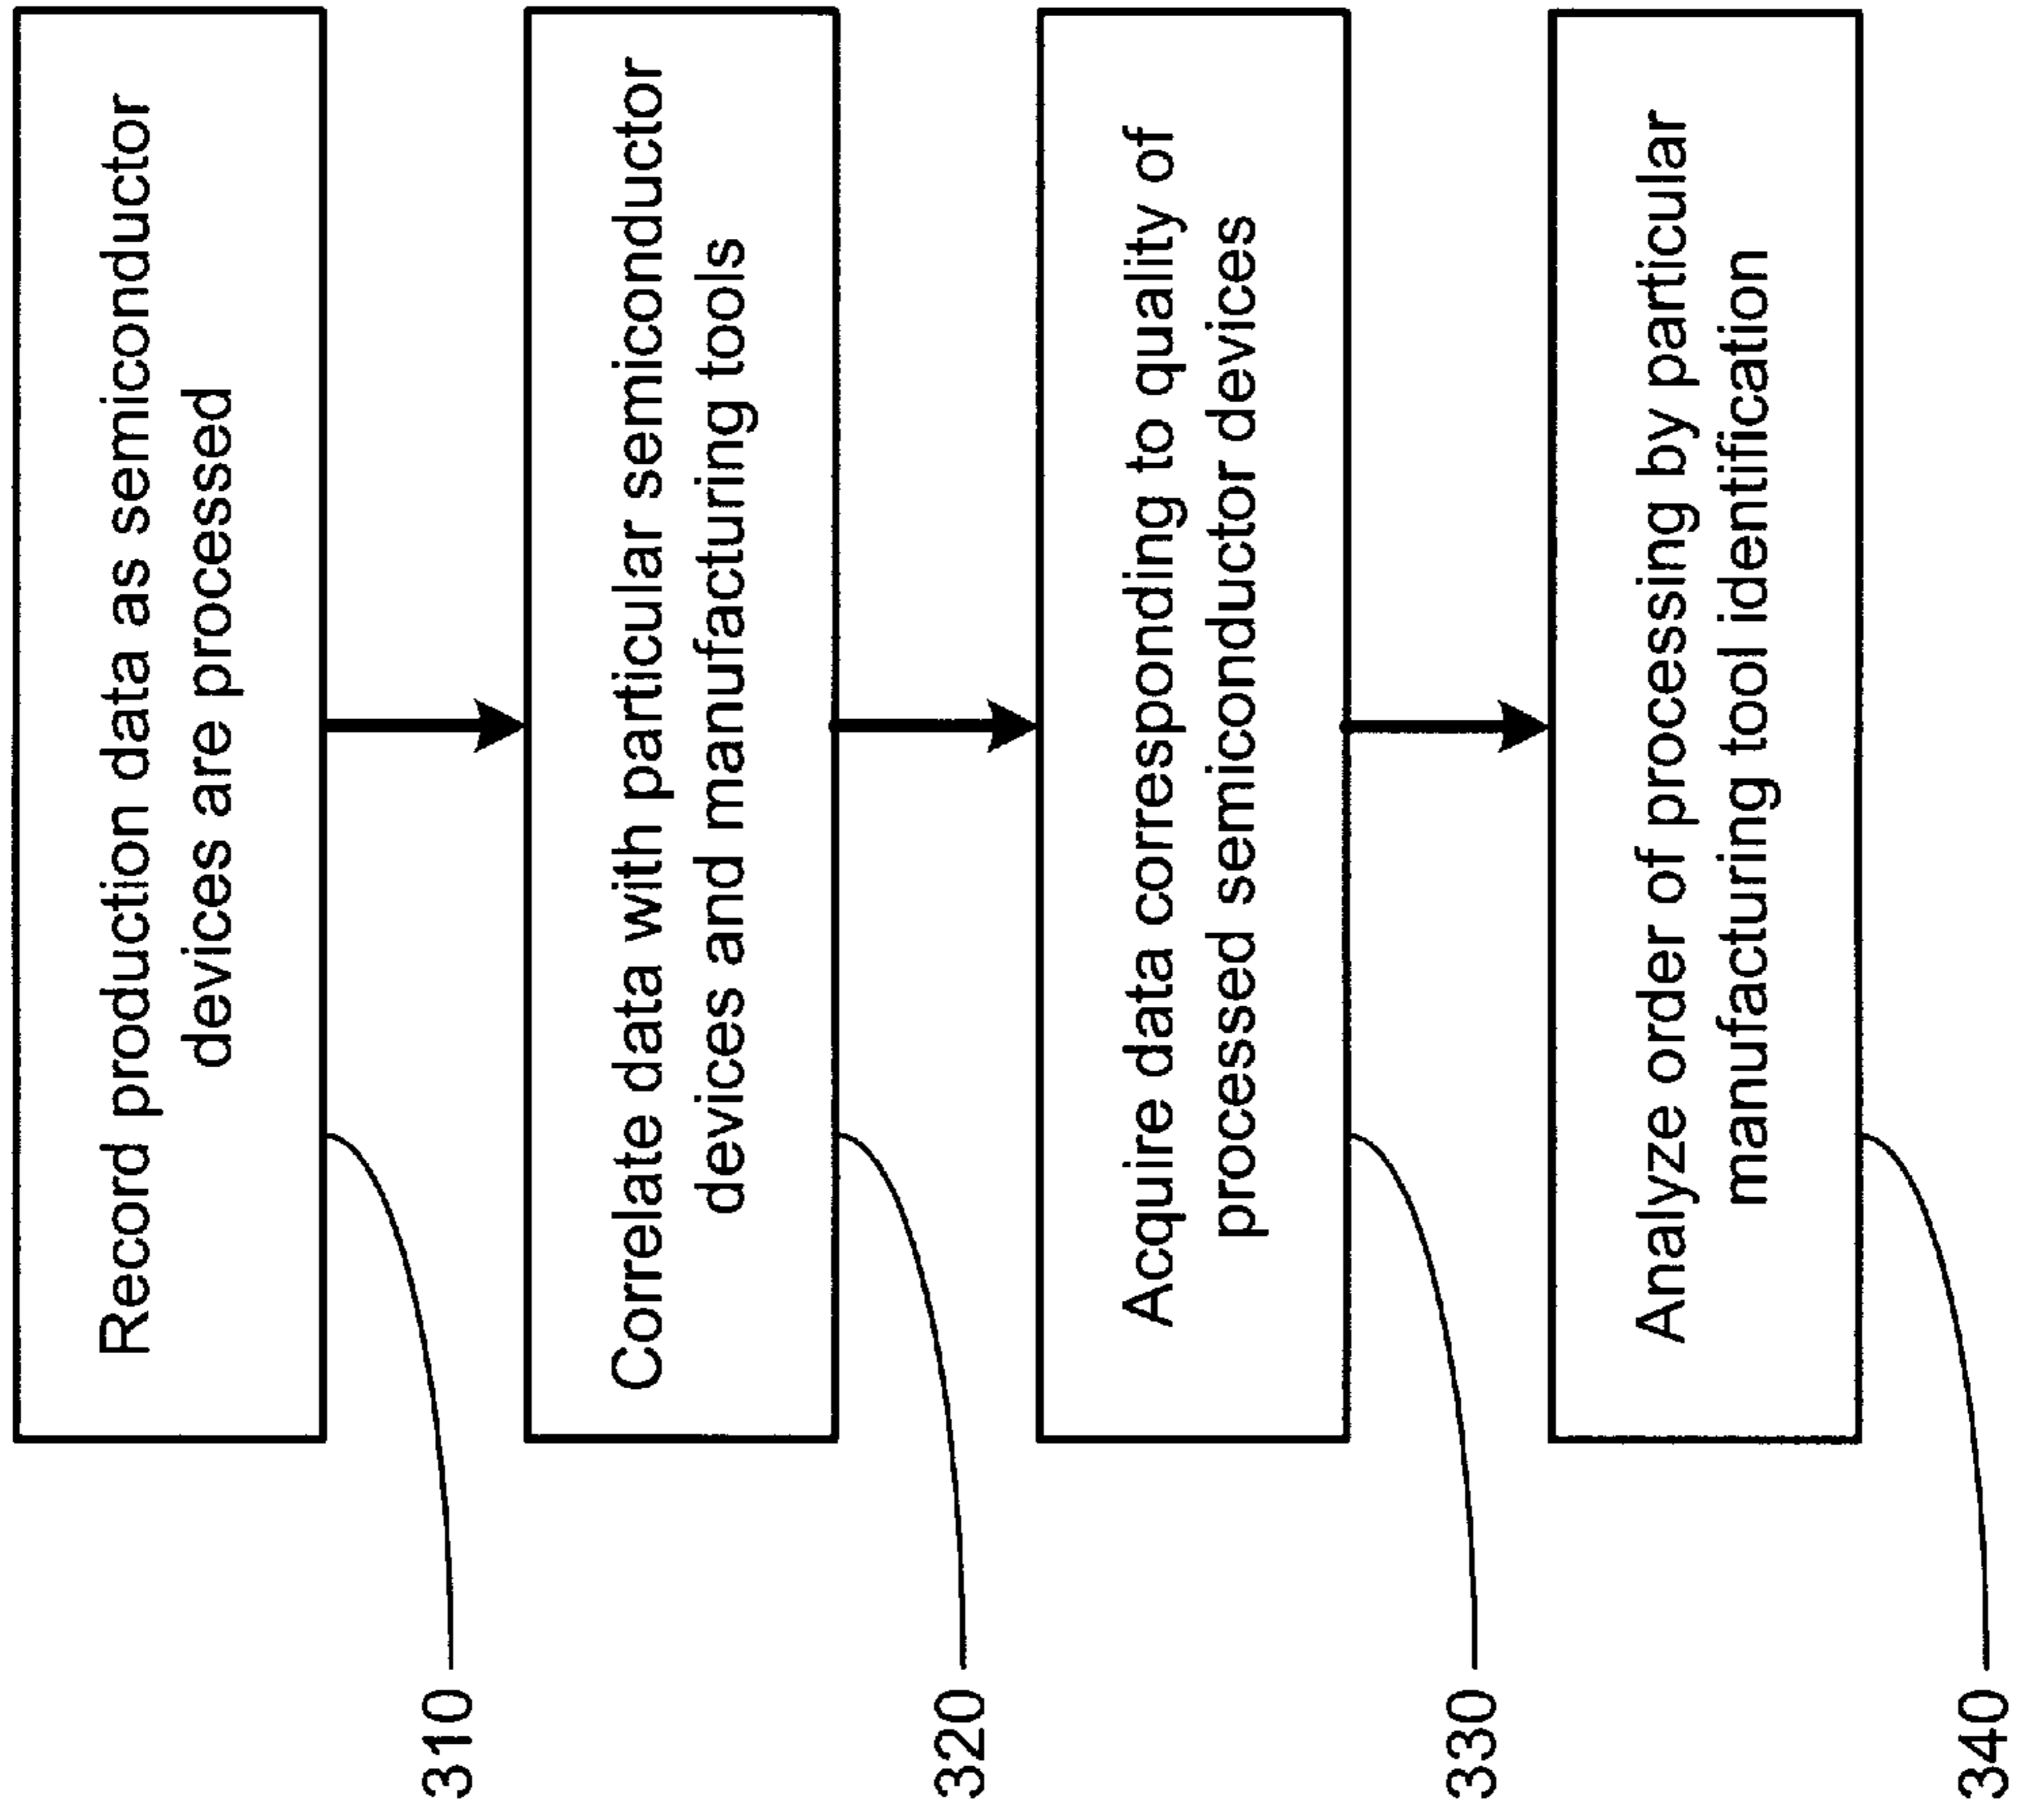 Record production data as semiconductor
devices are processed
310
Correlate data with particular semiconductor
devices and manufacturing tools
320
Acquire data corresponding to quality of
processed semiconductor devices
330
Analyze order of processing by particular
manufacturing tool identification
340